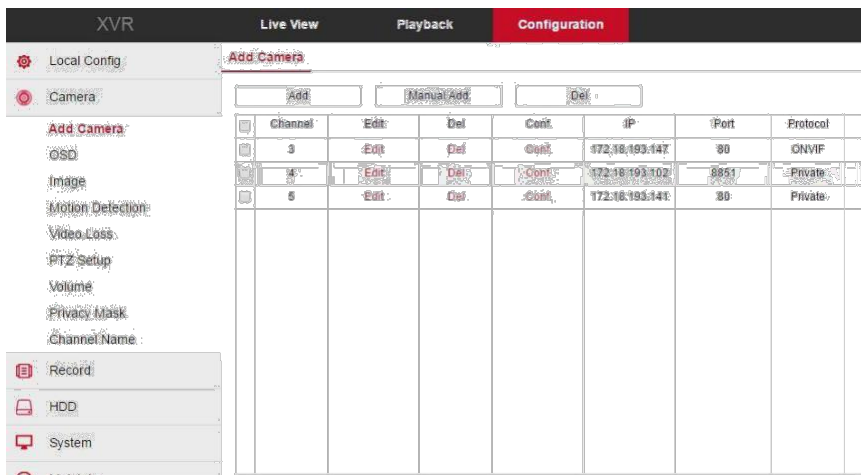 XVR Live View Playback Configuration
Local Config
Camera
Add Camera
OSD
Image
Motion Detection
Video Loss
PTZ Setup
Volume
Privacy Mask
Channel Name :
Record
HDD
System
Add Camera
Add Manual Add Del
Channel Edit Del Conf. IP Port Protocol
3 Edit Del Conf. 172.18.193.147 80 ONVIF
4 Edit Del Conf. 172.18.193.102 8851 Private
5 Edit Del Conf. 172.18.193.141 80 Private